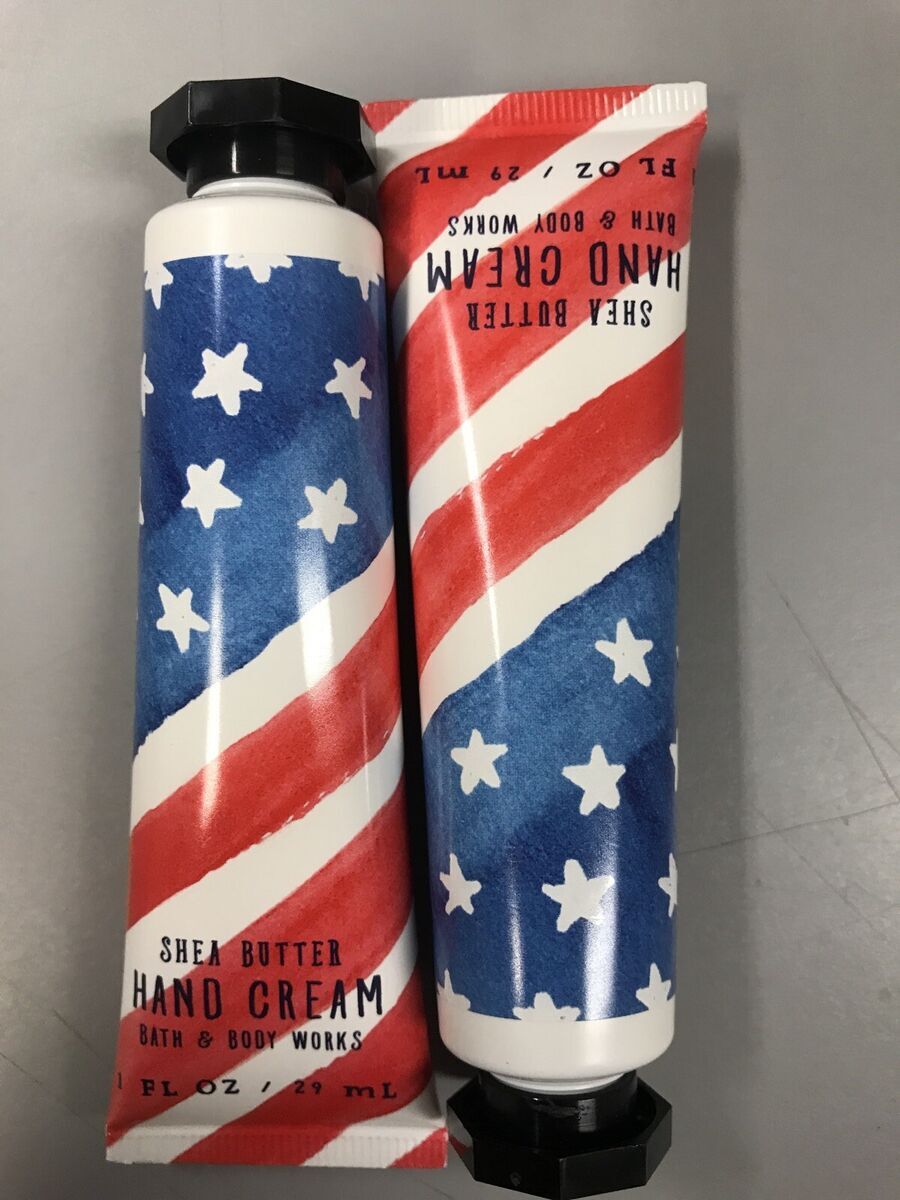 SHEA BUTTER
HAND CREAM
BATH & BODY WORKS
1 FL OZ / 29 mL
SHEA BUTTER
HAND CREAM
BATH & BODY WORKS
FL OZ / 29 mL